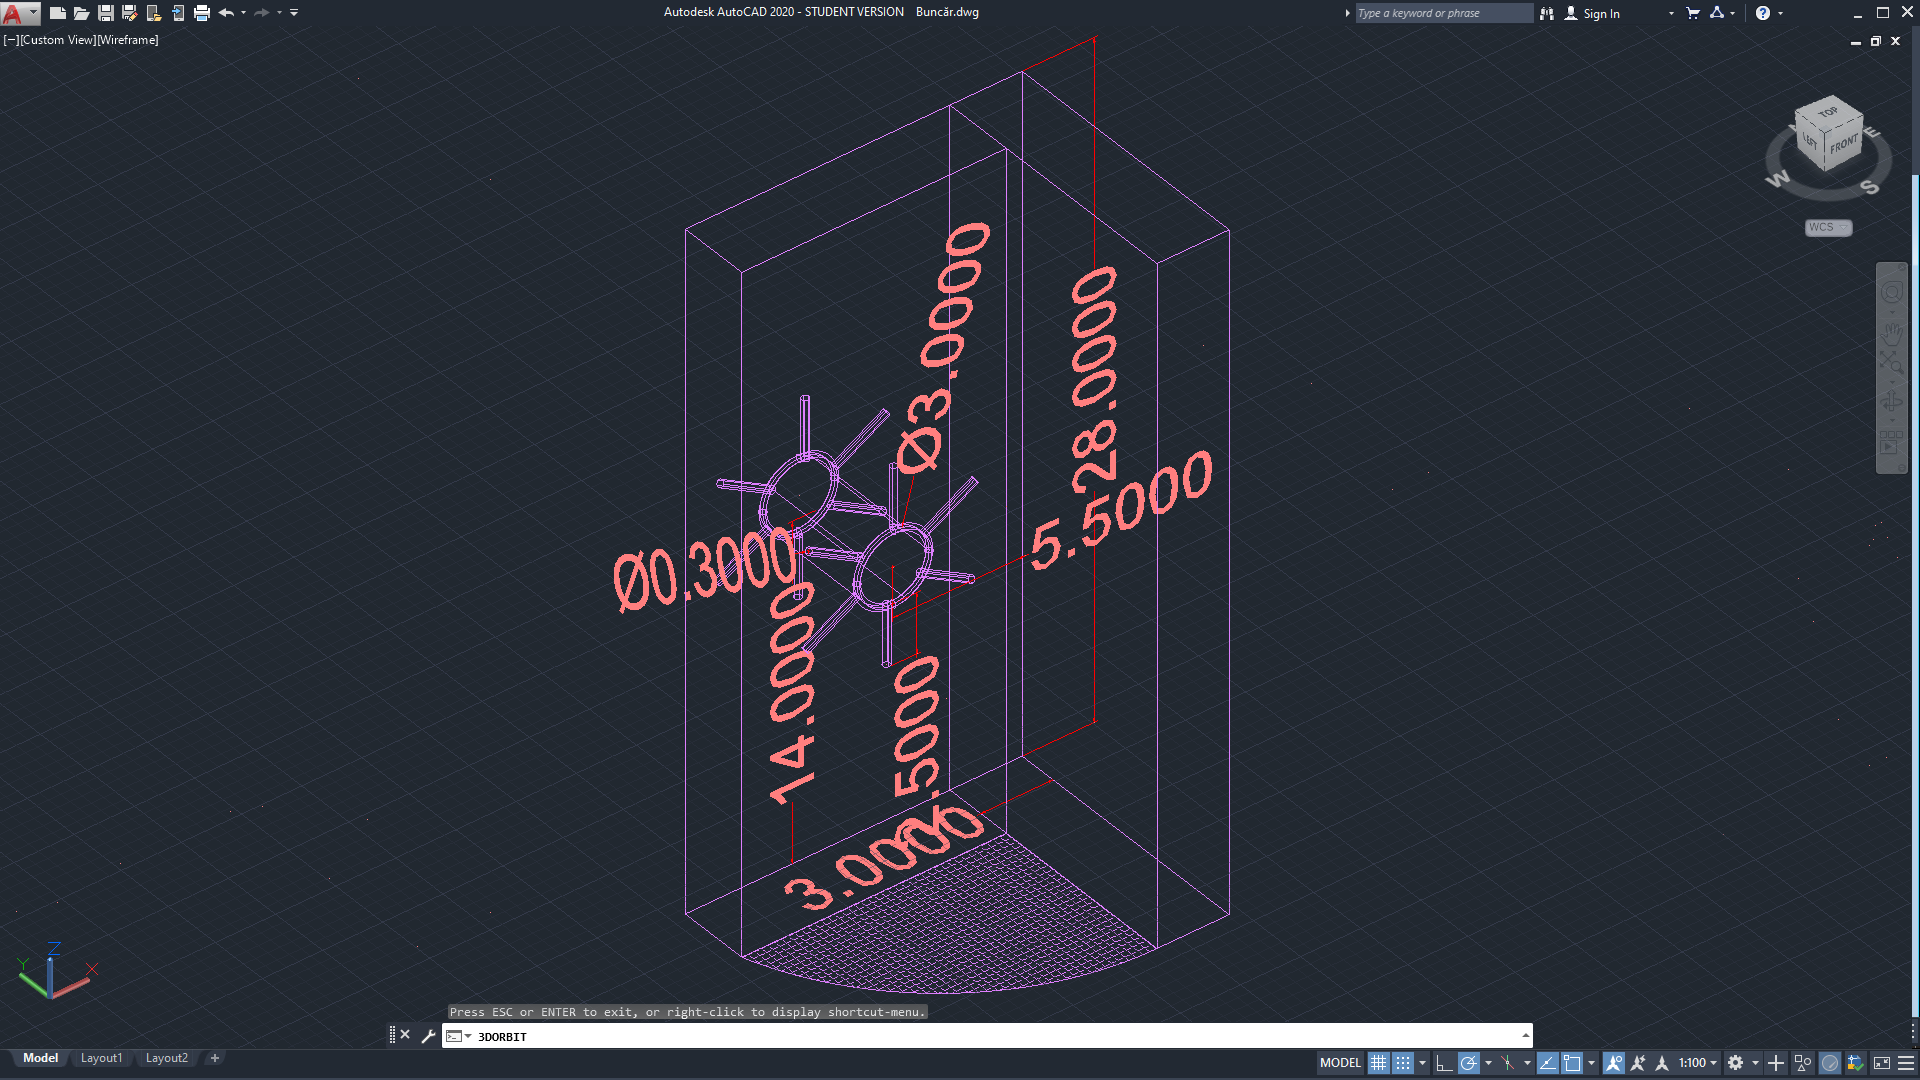 Autodesk AutoCAD 2020 - STUDENT VERSION Buncăr.dwg
Type a keyword or phrase
Sign In
[−][Custom View][Wireframe]
TOP
LEFT
FRONT
E
W
S
WCS
Ø3.0000
28.0000
5.5000
Ø0.3000
14.0000
.5000
3.0000
Z
Y
X
Press ESC or ENTER to exit, or right-click to display shortcut-menu.
3DORBIT
Model Layout1 Layout2 +
MODEL
1:100